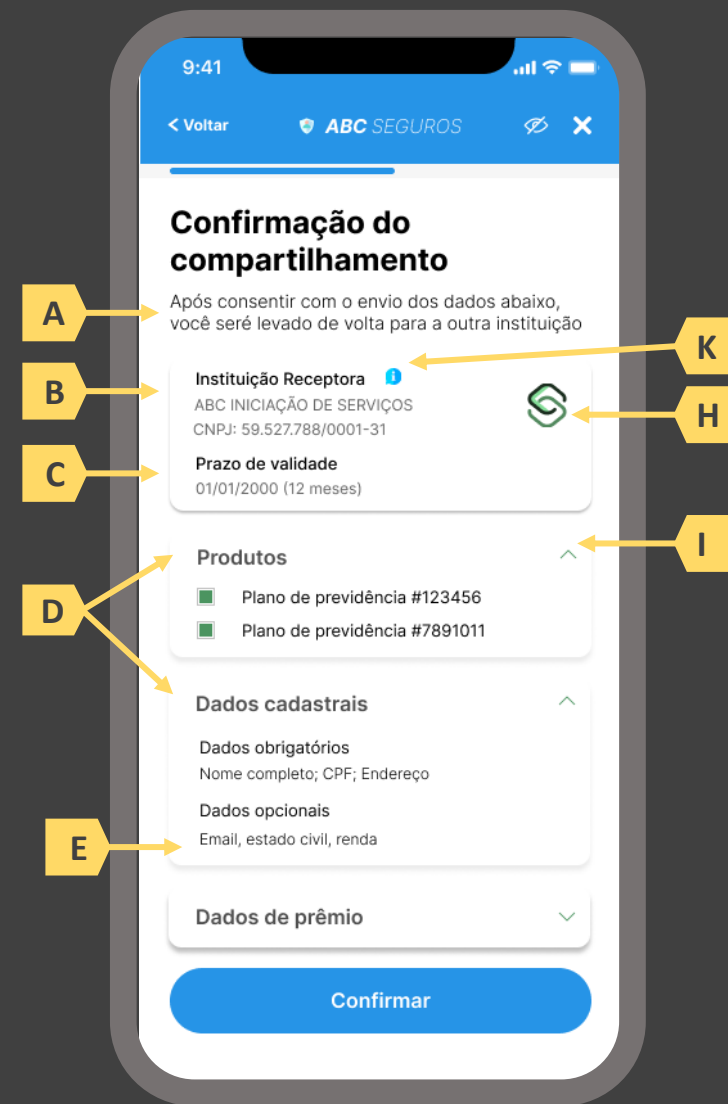 9:41
< Voltar
ABC SEGUROS
Confirmação do
compartilhamento
A
Após consentir com o envio dos dados abaixo,
você seré levado de volta para a outra instituição
K
B
Instituição Receptora
ABC INICIAÇÃO DE SERVIÇOS
H
CNPJ: 59.527.788/0001-31
C
Prazo de validade
01/01/2000 (12 meses)
I
Produtos
D
Plano de previdência #123456
Plano de previdência #7891011
Dados cadastrais
Dados obrigatórios
Nome completo; CPF; Endereço
Dados opcionais
E
Email, estado civil, renda
Dados de prêmio
Confirmar